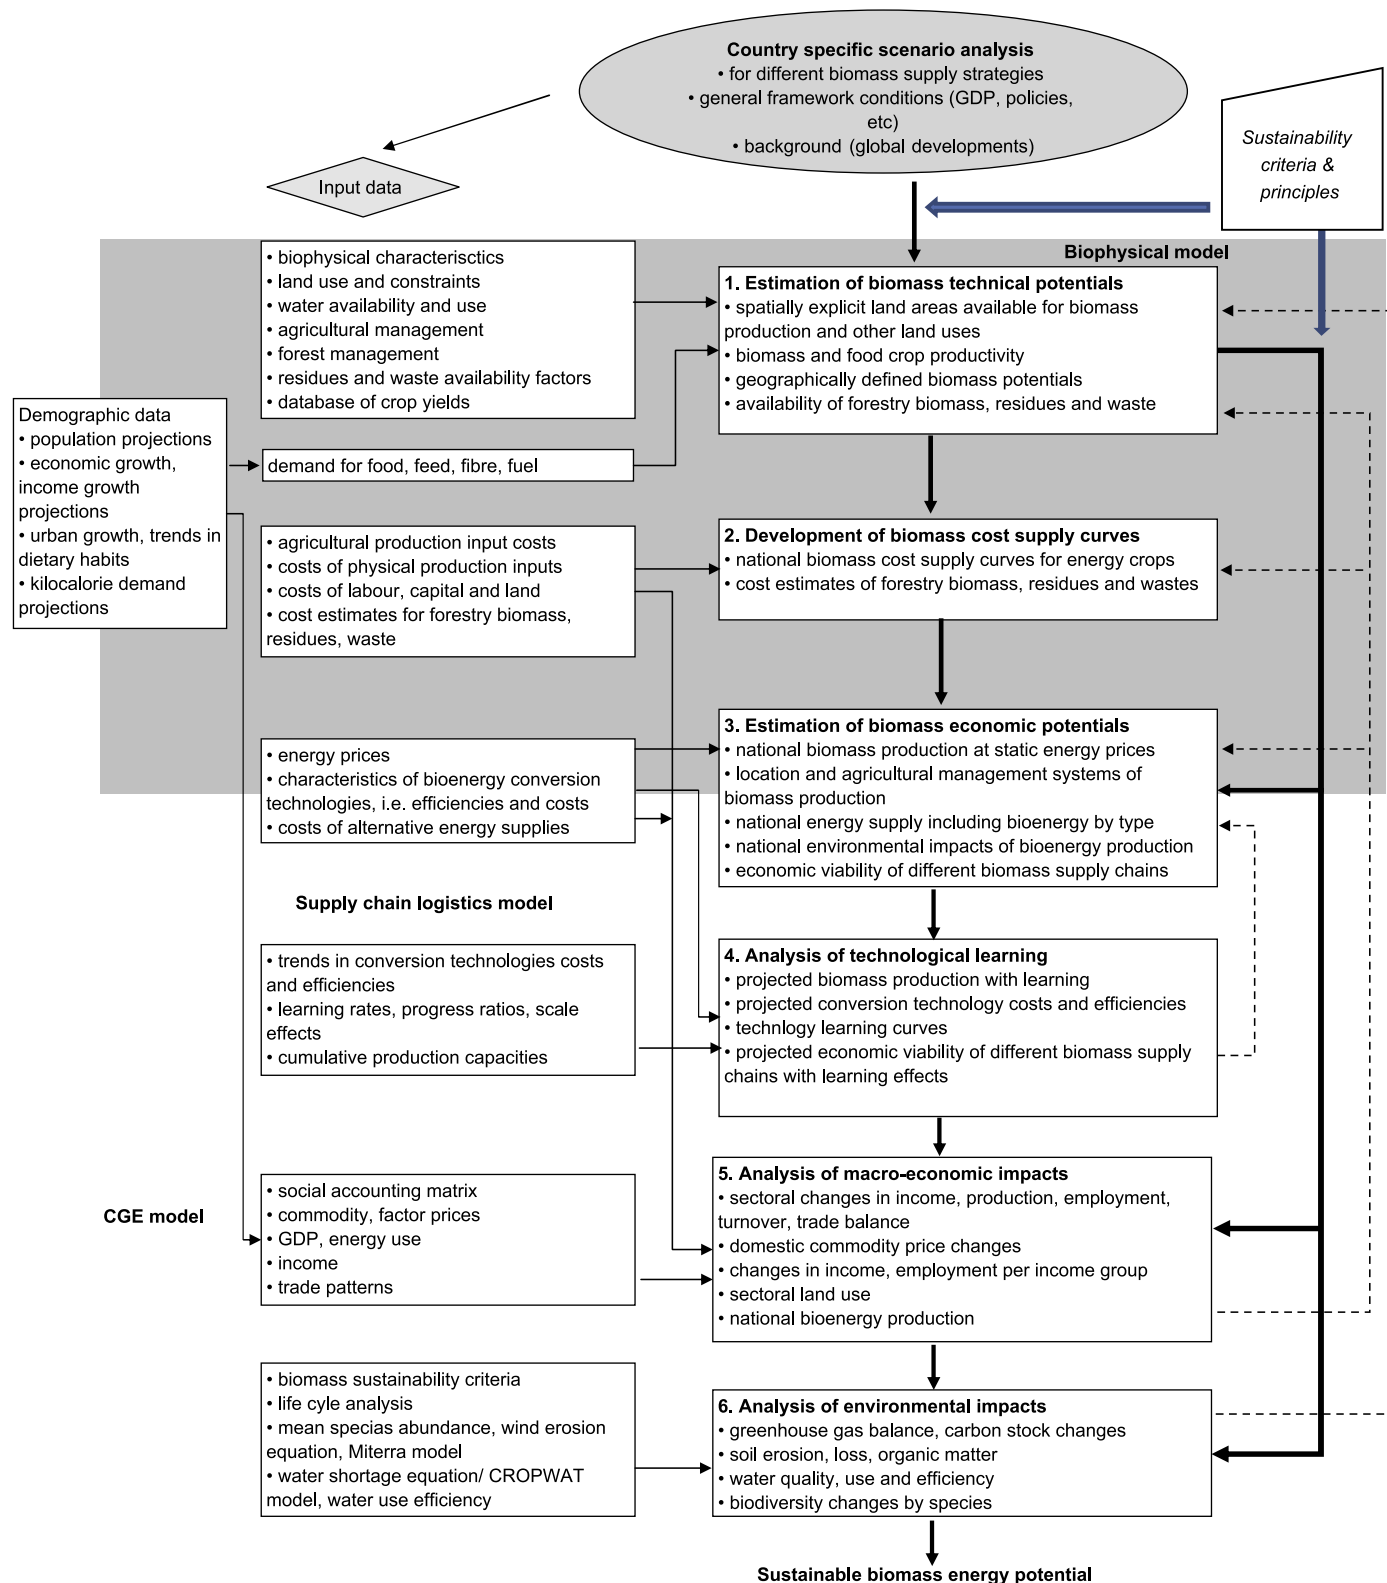 Country specific scenario analysis
• for different biomass supply strategies
• general framework conditions (GDP, policies,
etc)
• background (global developments)
Sustainability
criteria &
principles
Input data
Biophysical model
• biophysical characterisctics
• land use and constraints
• water availability and use
• agricultural management
• forest management
• residues and waste availability factors
• database of crop yields
1. Estimation of biomass technical potentials
• spatially explicit land areas available for biomass
production and other land uses
• biomass and food crop productivity
• geographically defined biomass potentials
• availability of forestry biomass, residues and waste
Demographic data
• population projections
• economic growth,
income growth
projections
• urban growth, trends in
dietary habits
• kilocalorie demand
projections
demand for food, feed, fibre, fuel
• agricultural production input costs
• costs of physical production inputs
• costs of labour, capital and land
• cost estimates for forestry biomass,
residues, waste
2. Development of biomass cost supply curves
• national biomass cost supply curves for energy crops
• cost estimates of forestry biomass, residues and wastes
• energy prices
• characteristics of bioenergy conversion
technologies, i.e. efficiencies and costs
• costs of alternative energy supplies
3. Estimation of biomass economic potentials
• national biomass production at static energy prices
• location and agricultural management systems of
biomass production
• national energy supply including bioenergy by type
• national environmental impacts of bioenergy production
• economic viability of different biomass supply chains
Supply chain logistics model
• trends in conversion technologies costs
and efficiencies
• learning rates, progress ratios, scale
effects
• cumulative production capacities
4. Analysis of technological learning
• projected biomass production with learning
• projected conversion technology costs and efficiencies
• technlogy learning curves
• projected economic viability of different biomass supply
chains with learning effects
CGE model
• social accounting matrix
• commodity, factor prices
• GDP, energy use
• income
• trade patterns
5. Analysis of macro-economic impacts
• sectoral changes in income, production, employment,
turnover, trade balance
• domestic commodity price changes
• changes in income, employment per income group
• sectoral land use
• national bioenergy production
• biomass sustainability criteria
• life cyle analysis
• mean specias abundance, wind erosion
equation, Miterra model
• water shortage equation/ CROPWAT
model, water use efficiency
6. Analysis of environmental impacts
• greenhouse gas balance, carbon stock changes
• soil erosion, loss, organic matter
• water quality, use and efficiency
• biodiversity changes by species
Sustainable biomass energy potential